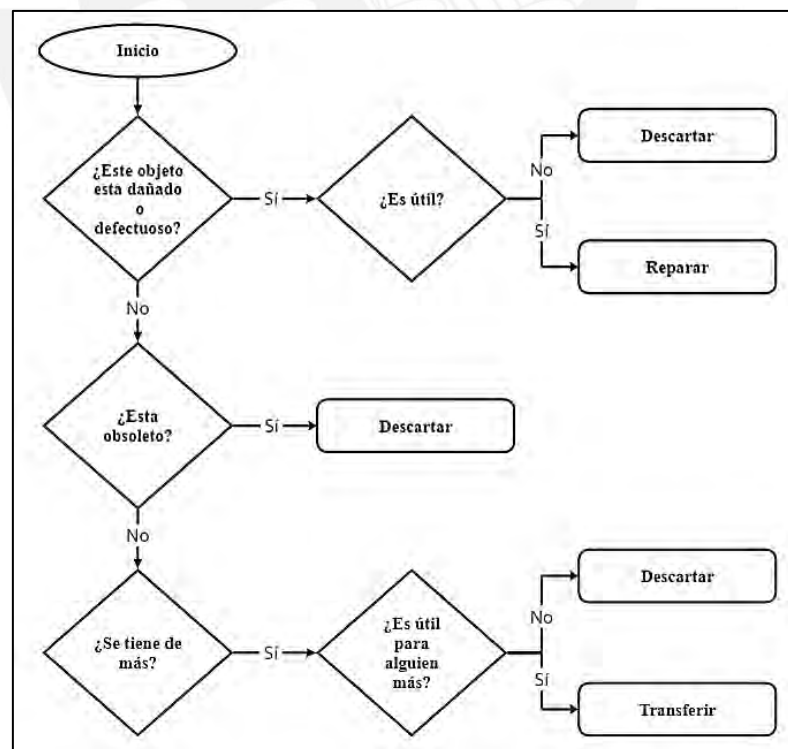 Inicio
¿Este objeto
está dañado
o
defectuoso?
Sí
¿Es útil?
No
Descartar
Sí
Reparar
No
¿Esta
obsoleto?
Sí
Descartar
No
¿Se tiene de
más?
Sí
¿Es útil
para
alguien
más?
No
Descartar
Sí
Transferir